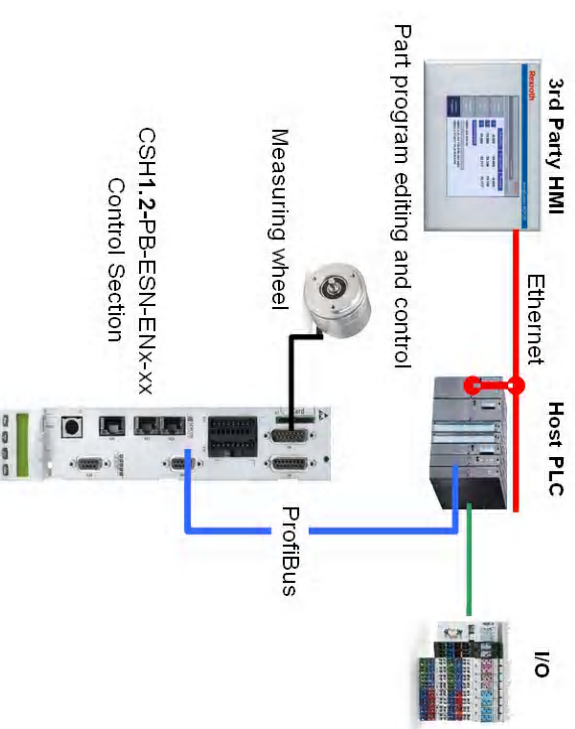 3rd Party HMI
Rexroth
Part program editing and control
Ethernet
Host PLC
I/O
Measuring wheel
CSH1.2-PB-ESN-ENx-xx
Control Section
ProfiBus